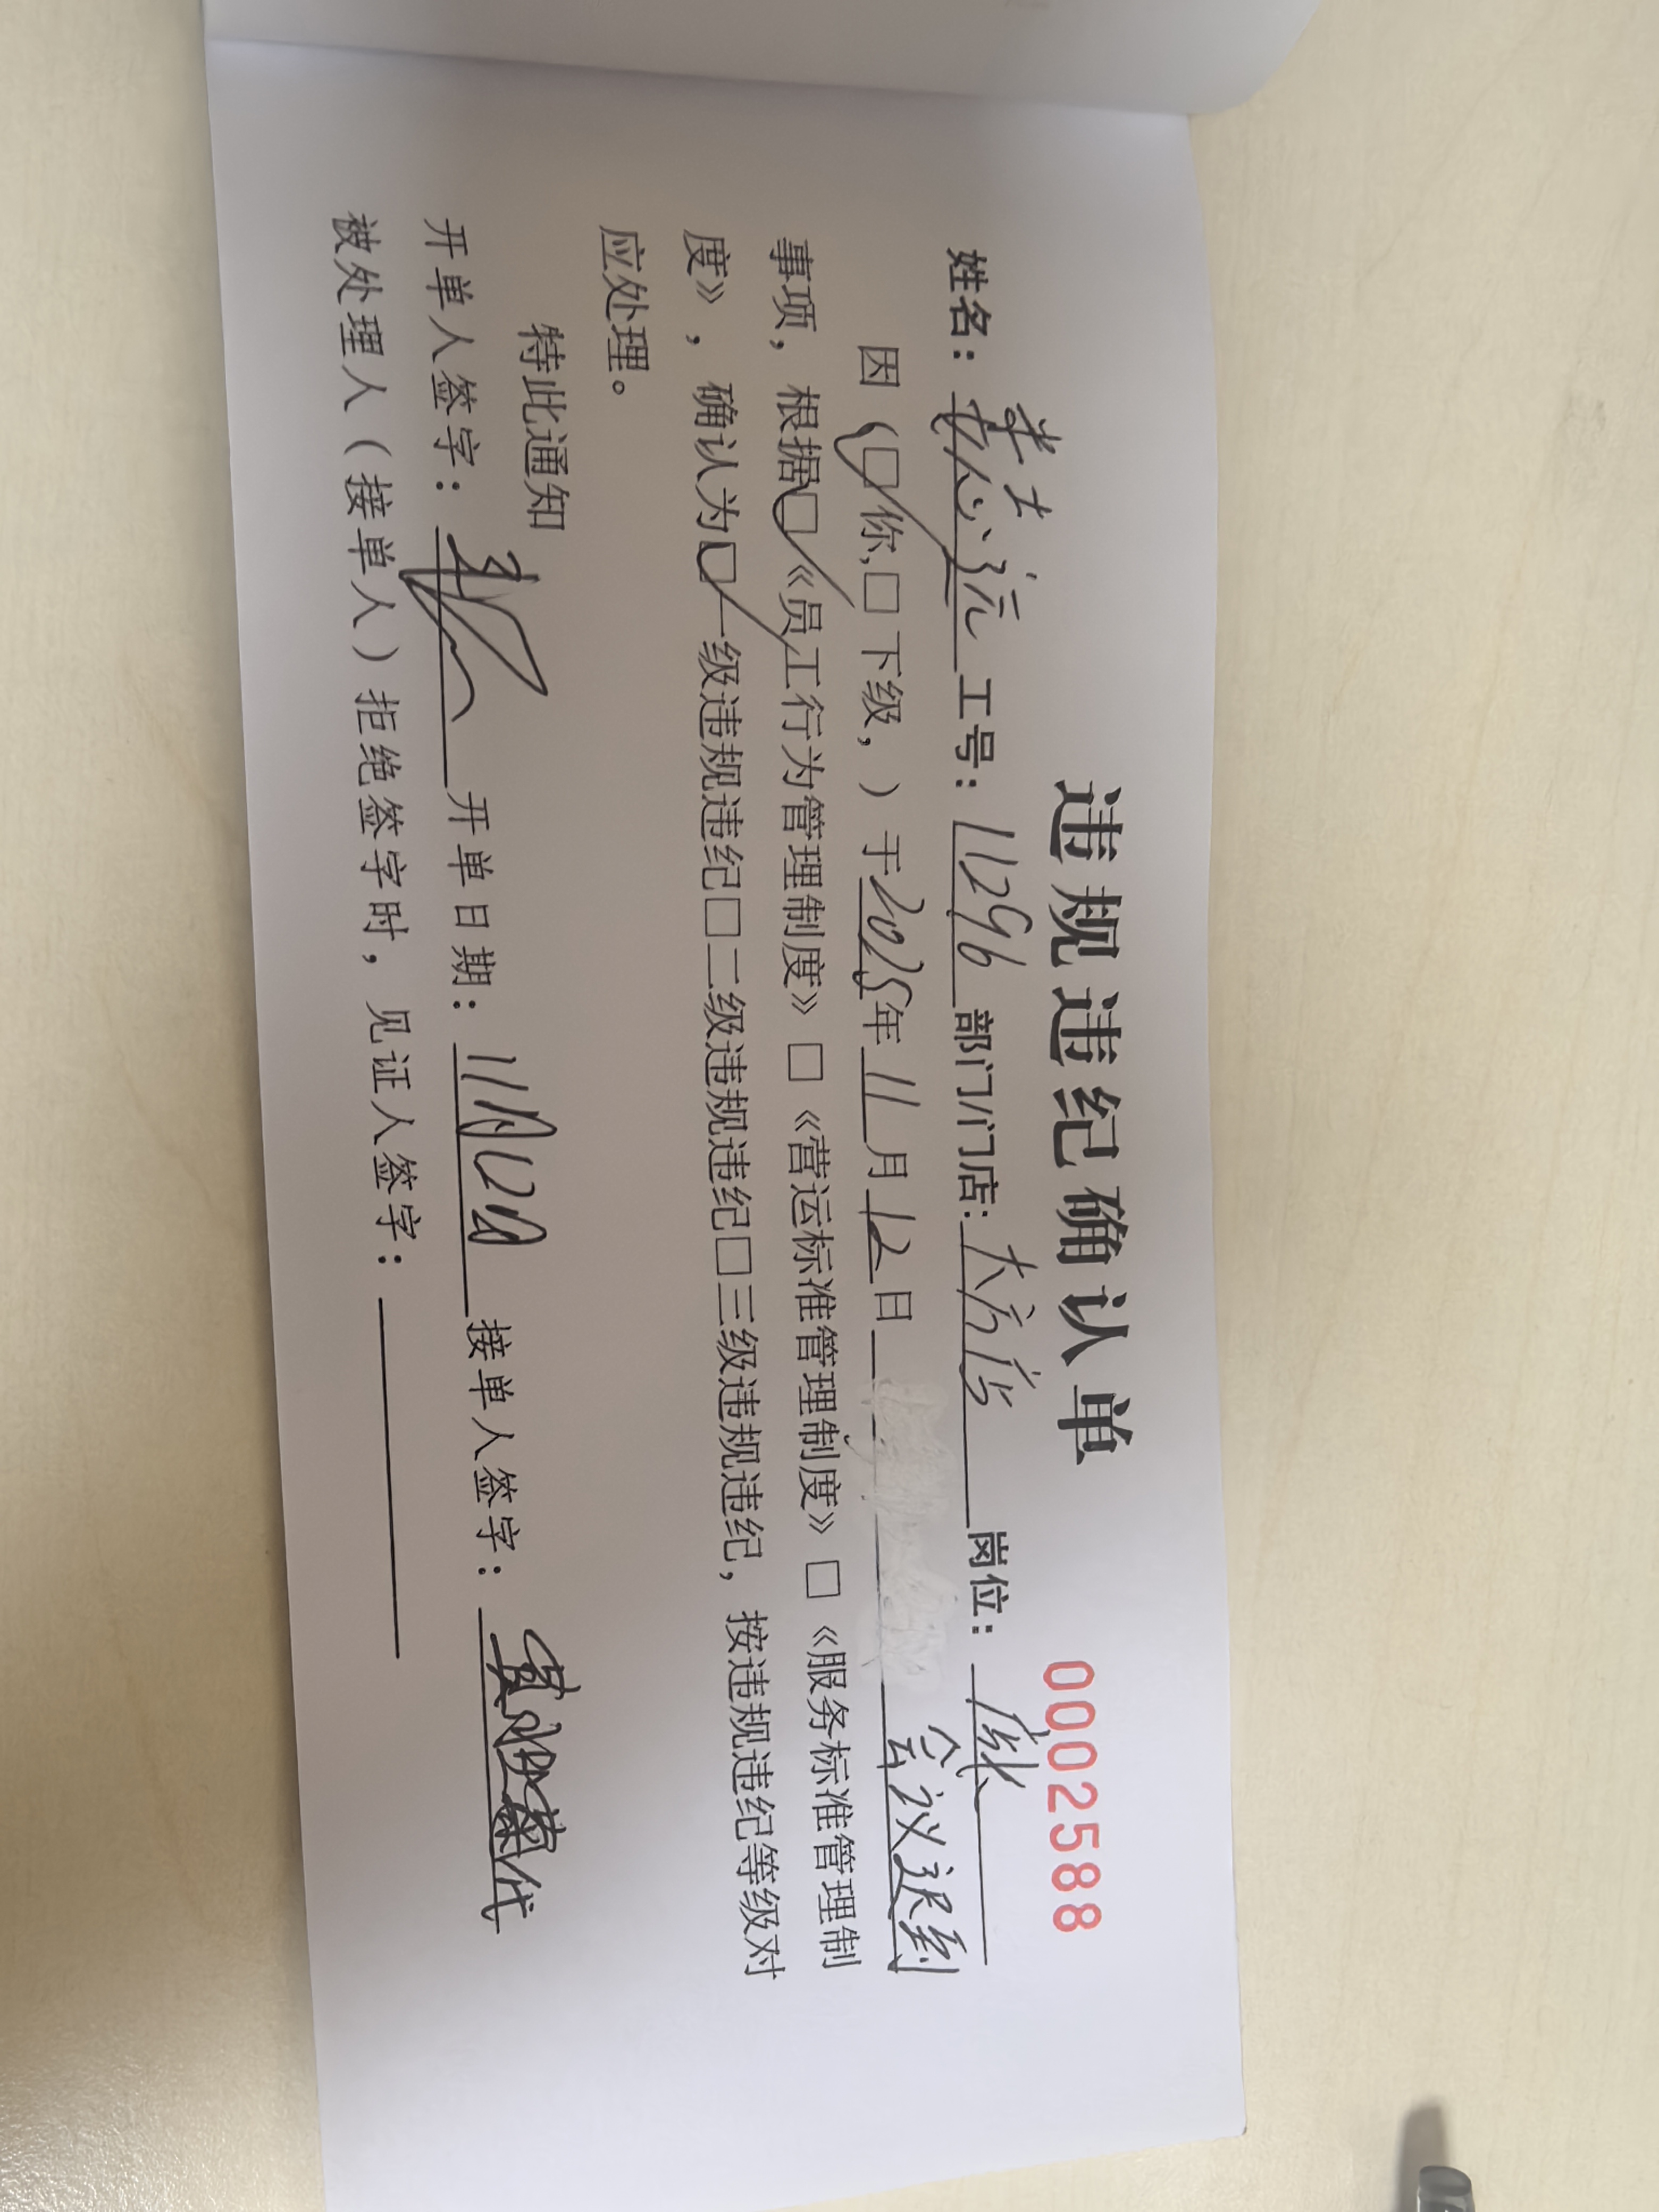 违规违纪确认单 0002588
姓名： 工号：11296 部门/门店：大店 岗位：店长
因（☑你,□下级，）于2025年11月12日 会议迟到
事项，根据☑《员工行为管理制度》□《营运标准管理制度》□《服务标准管理制
度》，确认为☑一级违规违纪□二级违规违纪□三级违规违纪，按违规违纪等级对
应处理。
特此通知
开单人签字： 开单日期：11月12日 接单人签字： 代
被处理人（接单人）拒绝签字时，见证人签字：